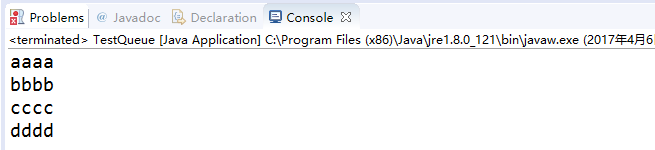 Problems @ Javadoc Declaration Console
<terminated> TestQueue [Java Application] C:\Program Files (x86)\Java\jre1.8.0_121\bin\javaw.exe (2017年4月6
aaaa
bbbb
cccc
dddd